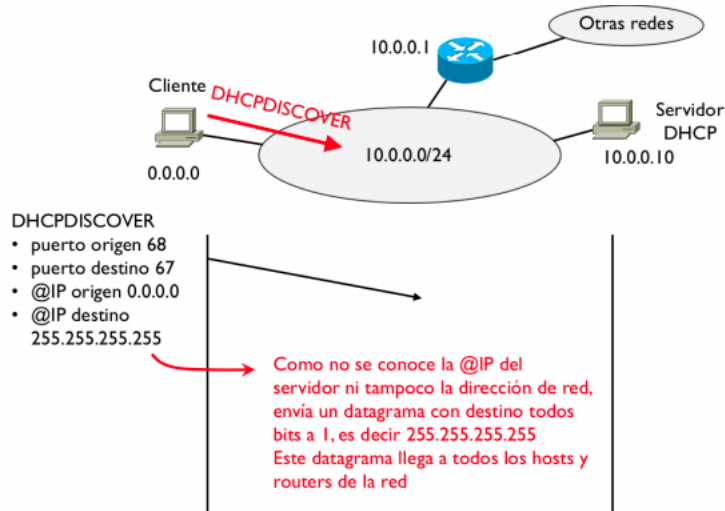 Otras redes
10.0.0.1
Cliente
DHCPDISCOVER
Servidor
DHCP
10.0.0.0/24
10.0.0.10
0.0.0.0
DHCPDISCOVER
• puerto origen 68
• puerto destino 67
• @IP origen 0.0.0.0
• @IP destino
255.255.255.255
Como no se conoce la @IP del
servidor ni tampoco la dirección de red,
envía un datagrama con destino todos
bits a 1, es decir 255.255.255.255
Este datagrama llega a todos los hosts y
routers de la red